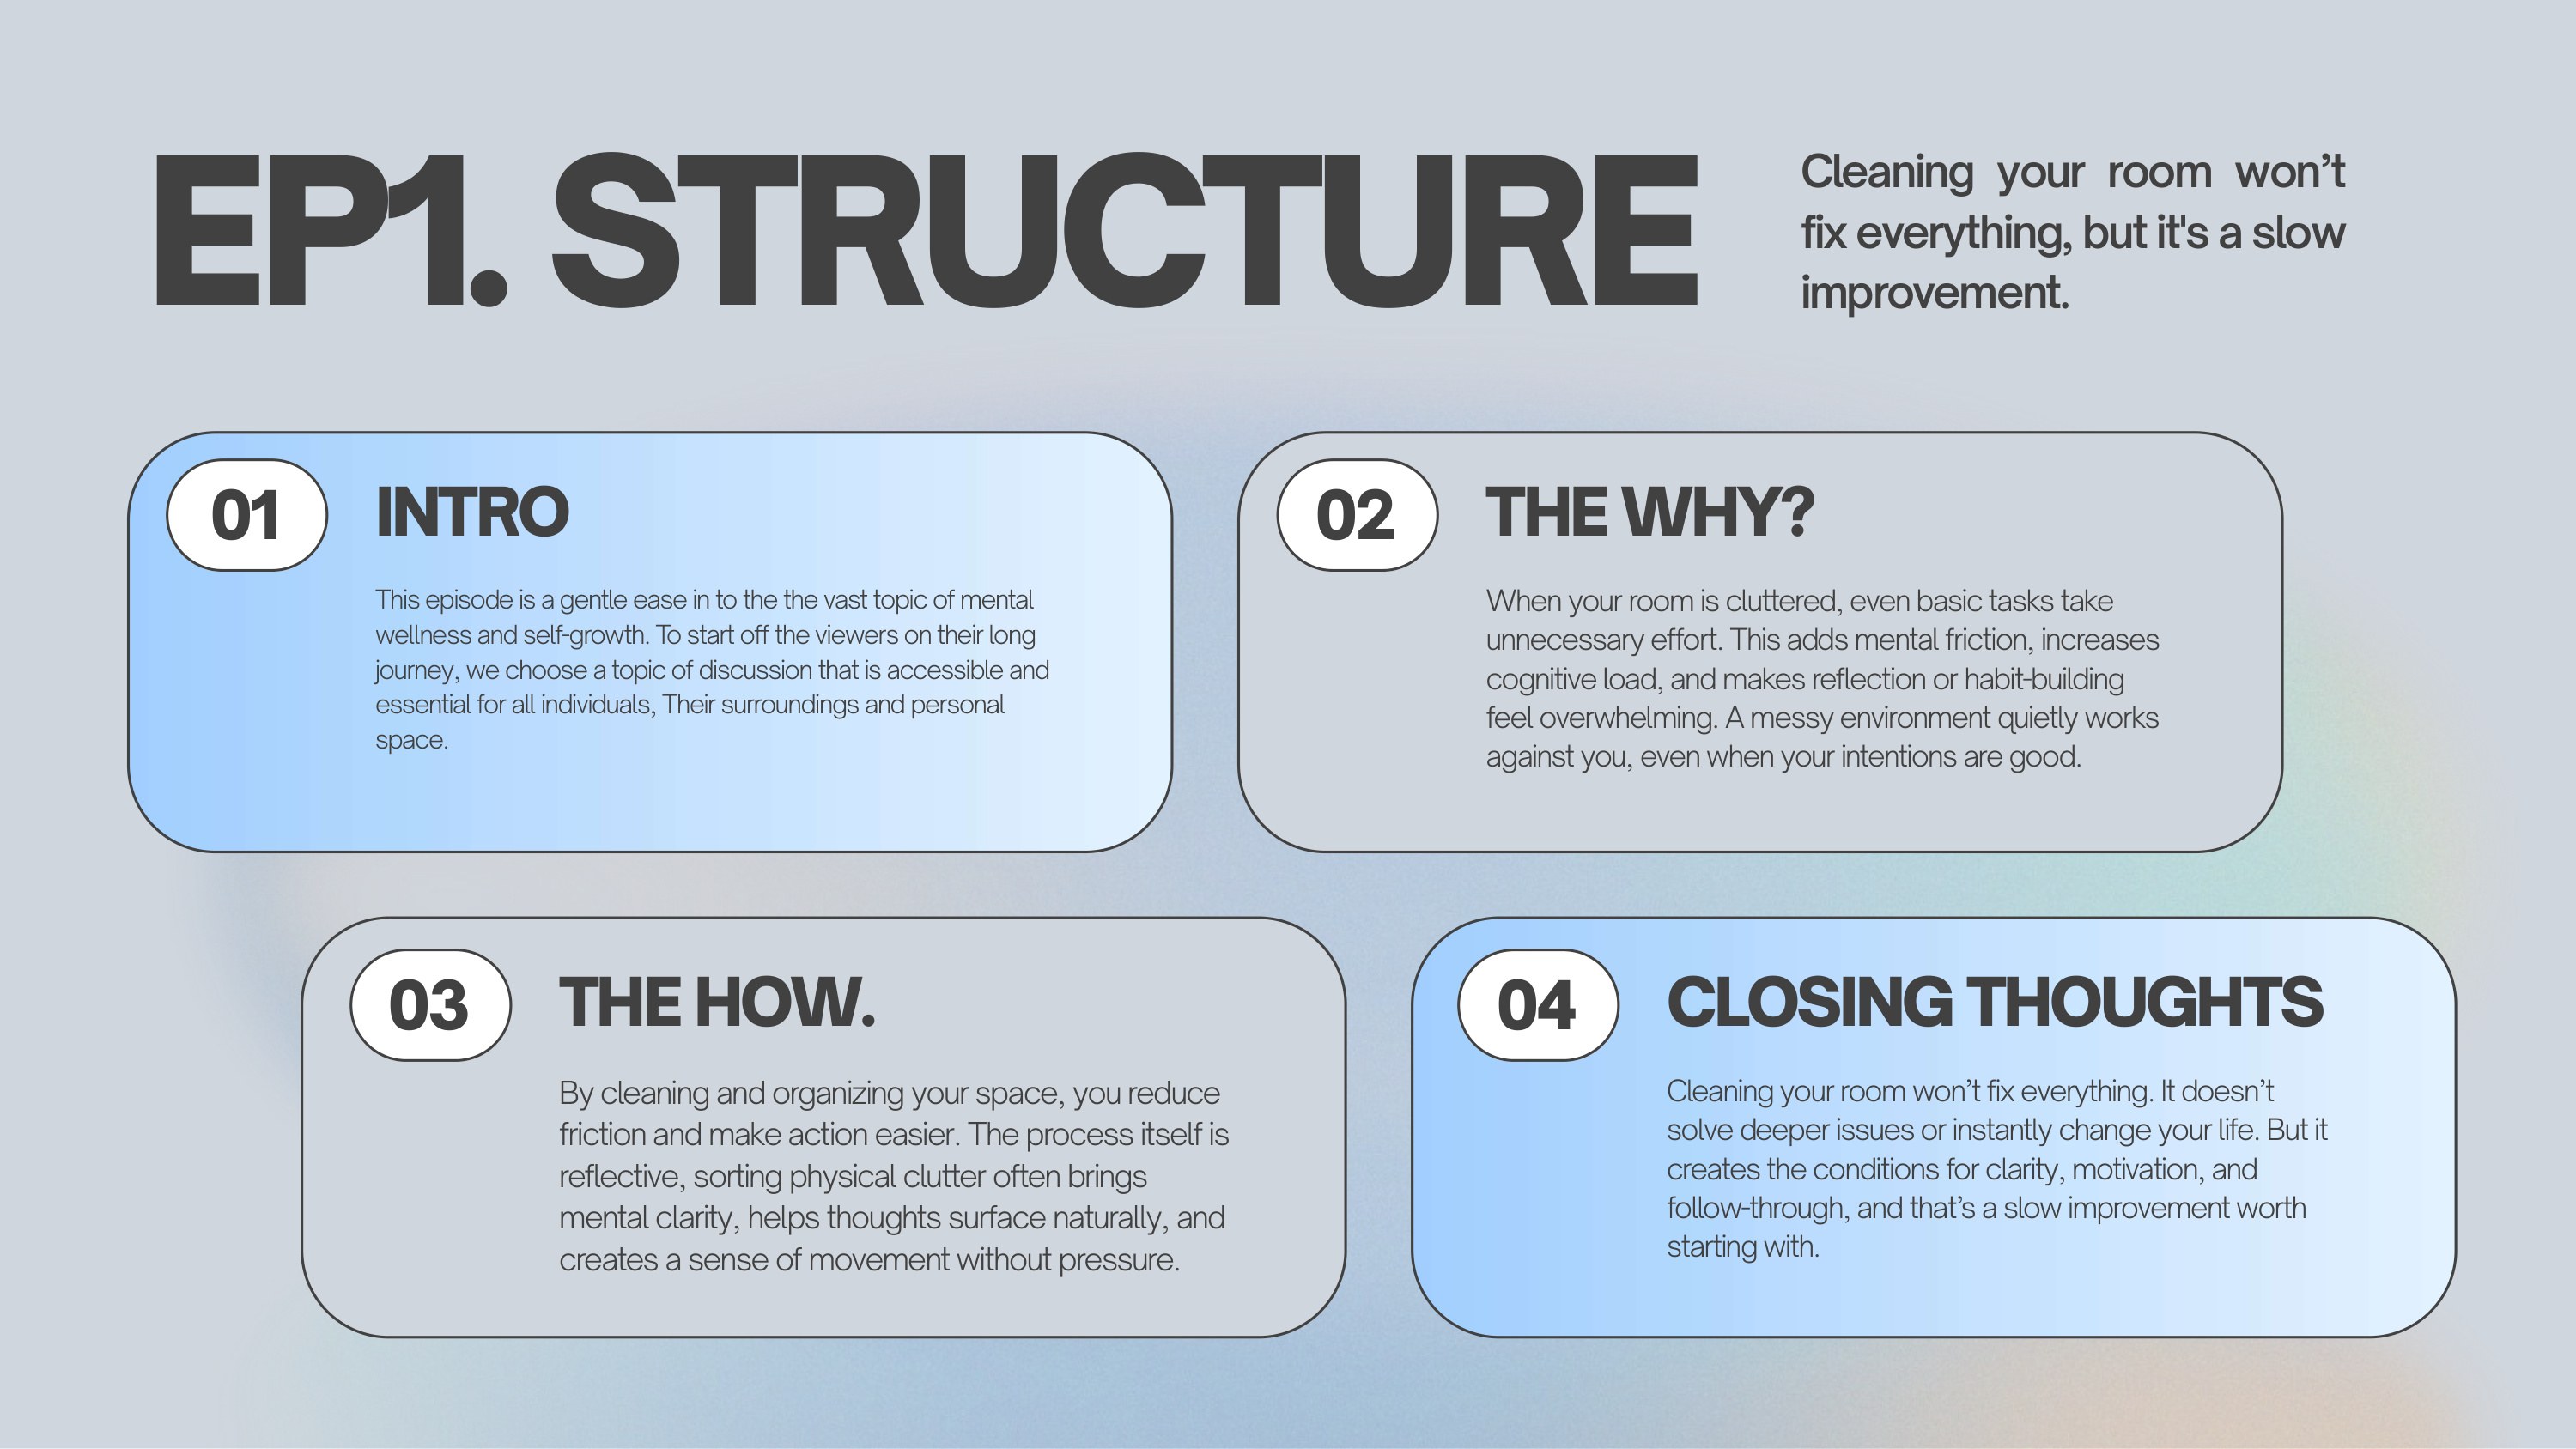 EP1. STRUCTURE
Cleaning your room won’t
fix everything, but it's a slow
improvement.
01
INTRO
This episode is a gentle ease in to the the vast topic of mental
wellness and self-growth. To start off the viewers on their long
journey, we choose a topic of discussion that is accessible and
essential for all individuals, Their surroundings and personal
space.
02
THE WHY?
When your room is cluttered, even basic tasks take
unnecessary effort. This adds mental friction, increases
cognitive load, and makes reflection or habit-building
feel overwhelming. A messy environment quietly works
against you, even when your intentions are good.
03
THE HOW.
By cleaning and organizing your space, you reduce
friction and make action easier. The process itself is
reflective, sorting physical clutter often brings
mental clarity, helps thoughts surface naturally, and
creates a sense of movement without pressure.
04
CLOSING THOUGHTS
Cleaning your room won’t fix everything. It doesn’t
solve deeper issues or instantly change your life. But it
creates the conditions for clarity, motivation, and
follow-through, and that’s a slow improvement worth
starting with.